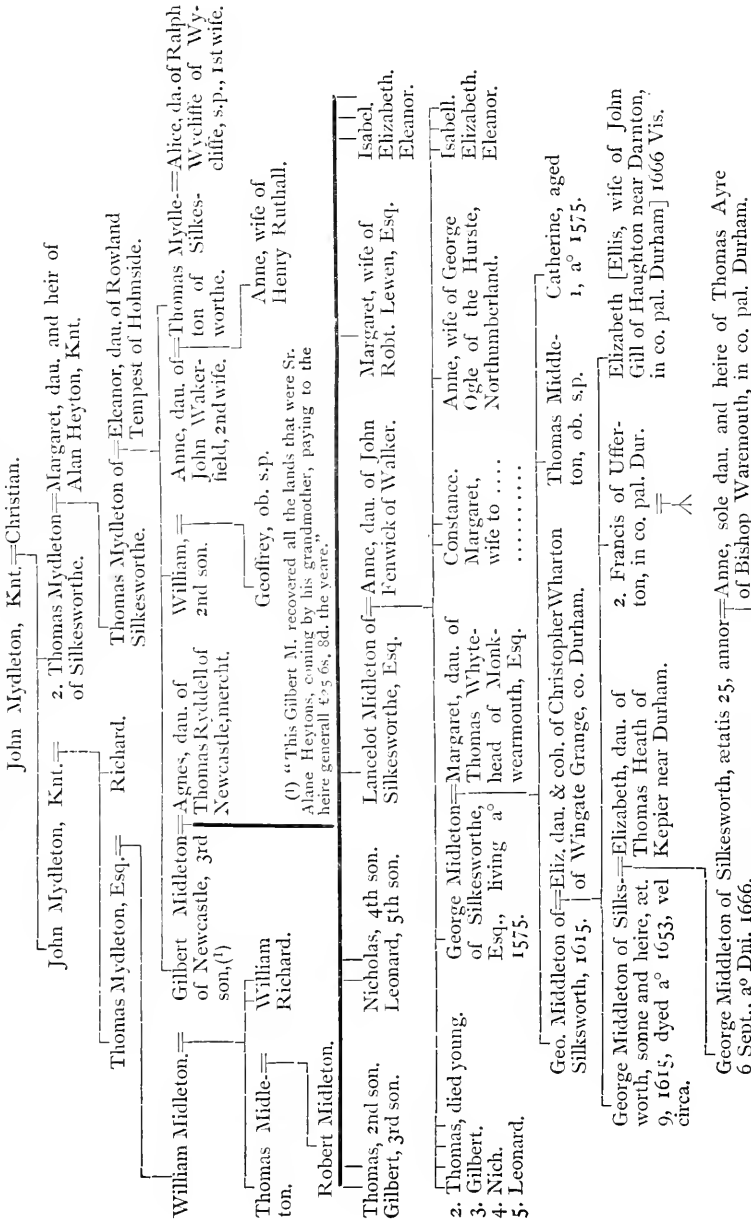 John Mydleton, Knt.=Christian.
John Mydleton, Knt.=
2. Thomas Mydleton=Margaret, dau. and heir of
of Silkesworthe.
Alan Heyton, Knt.
Thomas Mydleton, Esq.=
Richard.
Thomas Mydleton of=Eleanor, dau. of Rowland
Silkesworthe.
Tempest of Holmside.
William Midleton.=
Gilbert Midleton=Agnes, dau. of
of Newcastle, 3rd
son,(¹)
Thomas Ryddell of
Newcastle, mercht.
William,=
2nd son.
Anne, dau. of=Thomas Mydle-=Alice, da. of Ralph
John Waker-
field, 2nd wife.
ton of Silkes-
worthe.
Wycliffe of Wy-
cliffe, s.p., 1st wife.
Thomas Midle-=
ton.
William
Richard.
Geoffrey, ob. s.p.
Anne, wife of
Henry Ruthall.
Robert Midleton.
(¹) "This Gilbert M. recovered all the lands that were Sr.
Alane Heytons, coming by his grandmother, paying to the
heire generall £25 6s. 8d. the yeare."
Thomas, 2nd son.
Gilbert, 3rd son.
Nicholas, 4th son.
Leonard, 5th son.
Lancelot Midleton of=Anne, dau. of John
Silkesworthe, Esq.
Fenwick of Walker.
Margaret, wife of
Robt. Lewen, Esq.
Isabel.
Elizabeth.
Eleanor.
2. Thomas, died young.
3. Gilbert.
4. Nich.
5. Leonard.
George Midleton=Margaret, dau. of
of Silkesworthe,
Esq., living a°
1575.
Thomas Whyte-
head of Monk-
wearmouth, Esq.
Constance.
Margaret,
wife to ....
..........
Anne, wife of George
Ogle of the Hurste,
Northumberland.
Isabell.
Elizabeth.
Eleanor.
Geo. Middleton of=Eliz. dau. & coh. of Christopher Wharton
Silksworth, 1615.
of Wingate Grange, co. Durham.
Thomas Middle-
ton, ob. s.p.
Catherine, aged
1, a° 1575.
George Middleton of Silks-=Elizabeth, dau. of
worth, sonne and heire, æt.
9, 1615, dyed a° 1653, vel
circa.
Thomas Heath of
Kepier near Durham.
2. Francis of Uffer-
ton, in co. pal. Dur.
=
Elizabeth [Ellis, wife of John
Gill of Haughton near Darnton,
in co. pal. Durham] 1666 Vis.
George Middleton of Silkesworth, ætatis 25, annor=Anne, sole dau. and heire of Thomas Ayre
6 Sept., a° Dni. 1666.
of Bishop Waremouth, in co. pal. Durham.